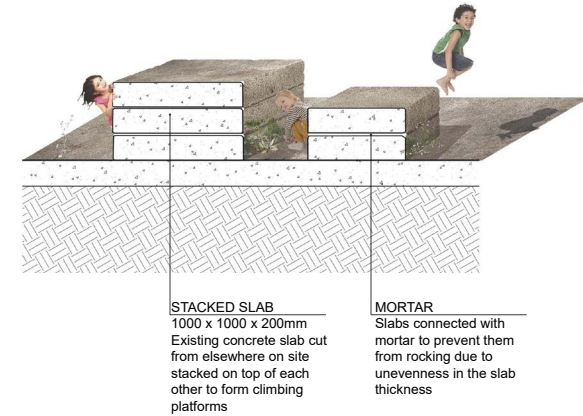 STACKED SLAB
1000 x 1000 x 200mm
Existing concrete slab cut
from elsewhere on site
stacked on top of each
other to form climbing
platforms
MORTAR
Slabs connected with
mortar to prevent them
from rocking due to
unevenness in the slab
thickness